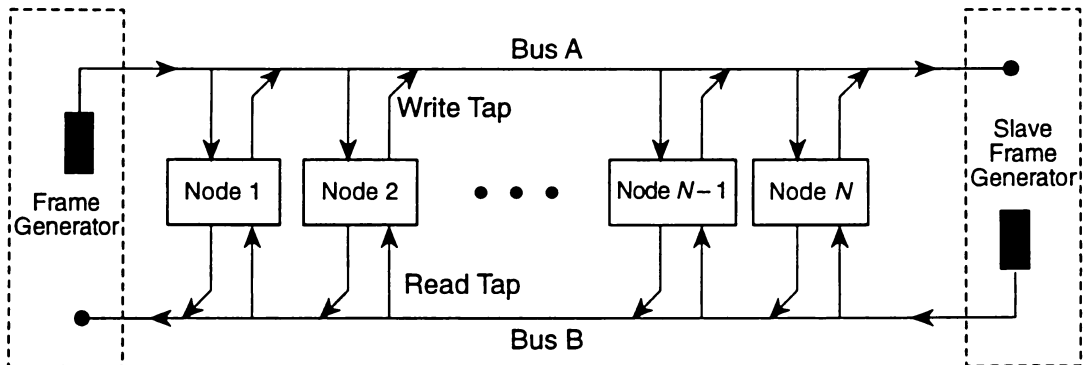 Bus A
Write Tap
Slave
Frame
Generator
Node 1
Node 2
Node N–1
Node N
Frame
Generator
Read Tap
Bus B